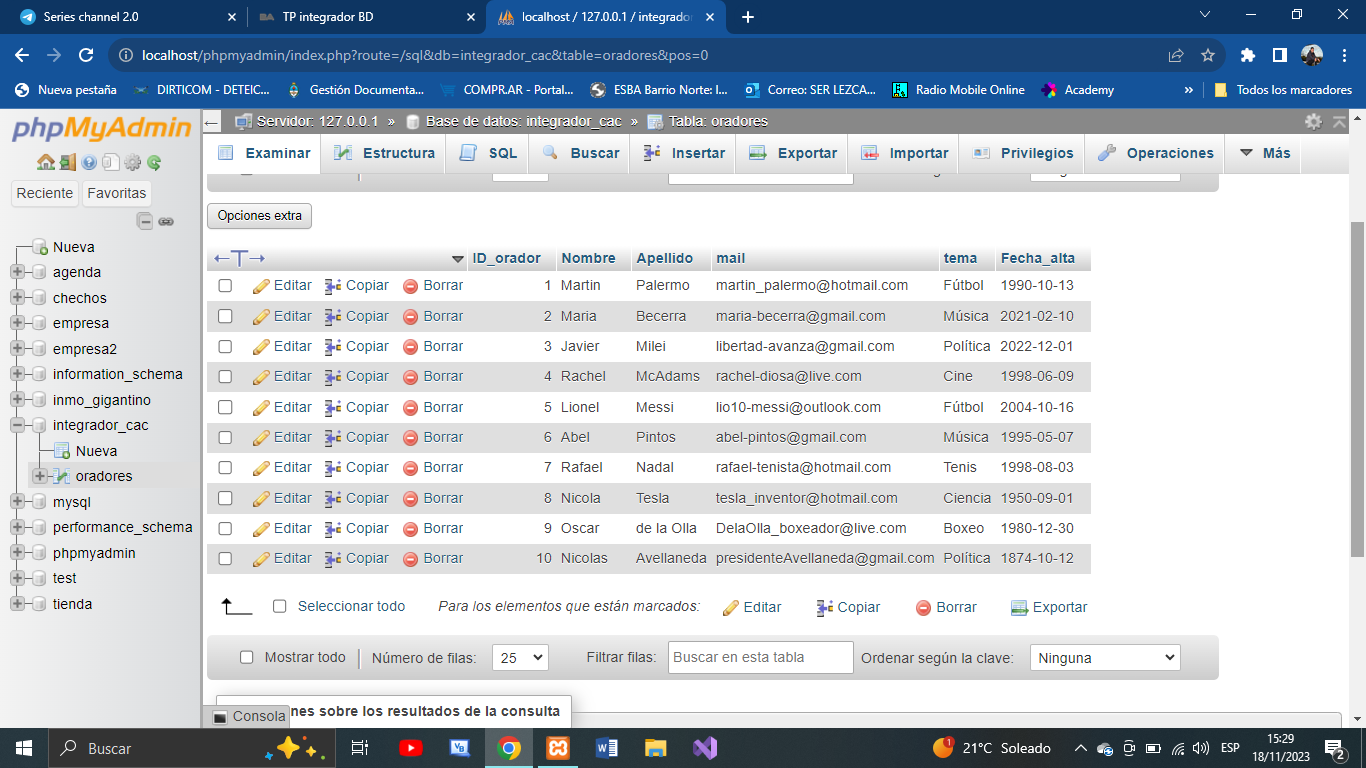 Series channel 2.0
TP integrador BD
localhost / 127.0.0.1 / integrador
localhost/phpmyadmin/index.php?route=/sql&db=integrador_cac&table=oradores&pos=0
Nueva pestaña
DIRTICOM - DETEIC...
Gestión Documenta...
COMPR.AR - Portal...
ESBA Barrio Norte: I...
Correo: SER LEZCA...
Radio Mobile Online
Academy
»
Todos los marcadores
phpMyAdmin
Reciente Favoritas
Nueva
agenda
chechos
empresa
empresa2
information_schema
inmo_gigantino
integrador_cac
Nueva
oradores
mysql
performance_schema
phpmyadmin
test
tienda
Servidor: 127.0.0.1 » Base de datos: integrador_cac » Tabla: oradores
Examinar Estructura SQL Buscar Insertar Exportar Importar Privilegios Operaciones Más
Opciones extra
ID_orador Nombre Apellido mail tema Fecha_alta
Editar Copiar Borrar 1 Martin Palermo martin_palermo@hotmail.com Fútbol 1990-10-13
Editar Copiar Borrar 2 Maria Becerra maria-becerra@gmail.com Música 2021-02-10
Editar Copiar Borrar 3 Javier Milei libertad-avanza@gmail.com Política 2022-12-01
Editar Copiar Borrar 4 Rachel McAdams rachel-diosa@live.com Cine 1998-06-09
Editar Copiar Borrar 5 Lionel Messi lio10-messi@outlook.com Fútbol 2004-10-16
Editar Copiar Borrar 6 Abel Pintos abel-pintos@gmail.com Música 1995-05-07
Editar Copiar Borrar 7 Rafael Nadal rafael-tenista@hotmail.com Tenis 1998-08-03
Editar Copiar Borrar 8 Nicola Tesla tesla_inventor@hotmail.com Ciencia 1950-09-01
Editar Copiar Borrar 9 Oscar de la Olla DelaOlla_boxeador@live.com Boxeo 1980-12-30
Editar Copiar Borrar 10 Nicolas Avellaneda presidenteAvellaneda@gmail.com Política 1874-10-12
Seleccionar todo Para los elementos que están marcados: Editar Copiar Borrar Exportar
Mostrar todo Número de filas: 25 Filtrar filas: Buscar en esta tabla Ordenar según la clave: Ninguna
sobre los resultados de la consulta
Consola
Buscar
21°C Soleado
ESP
15:29
18/11/2023
2